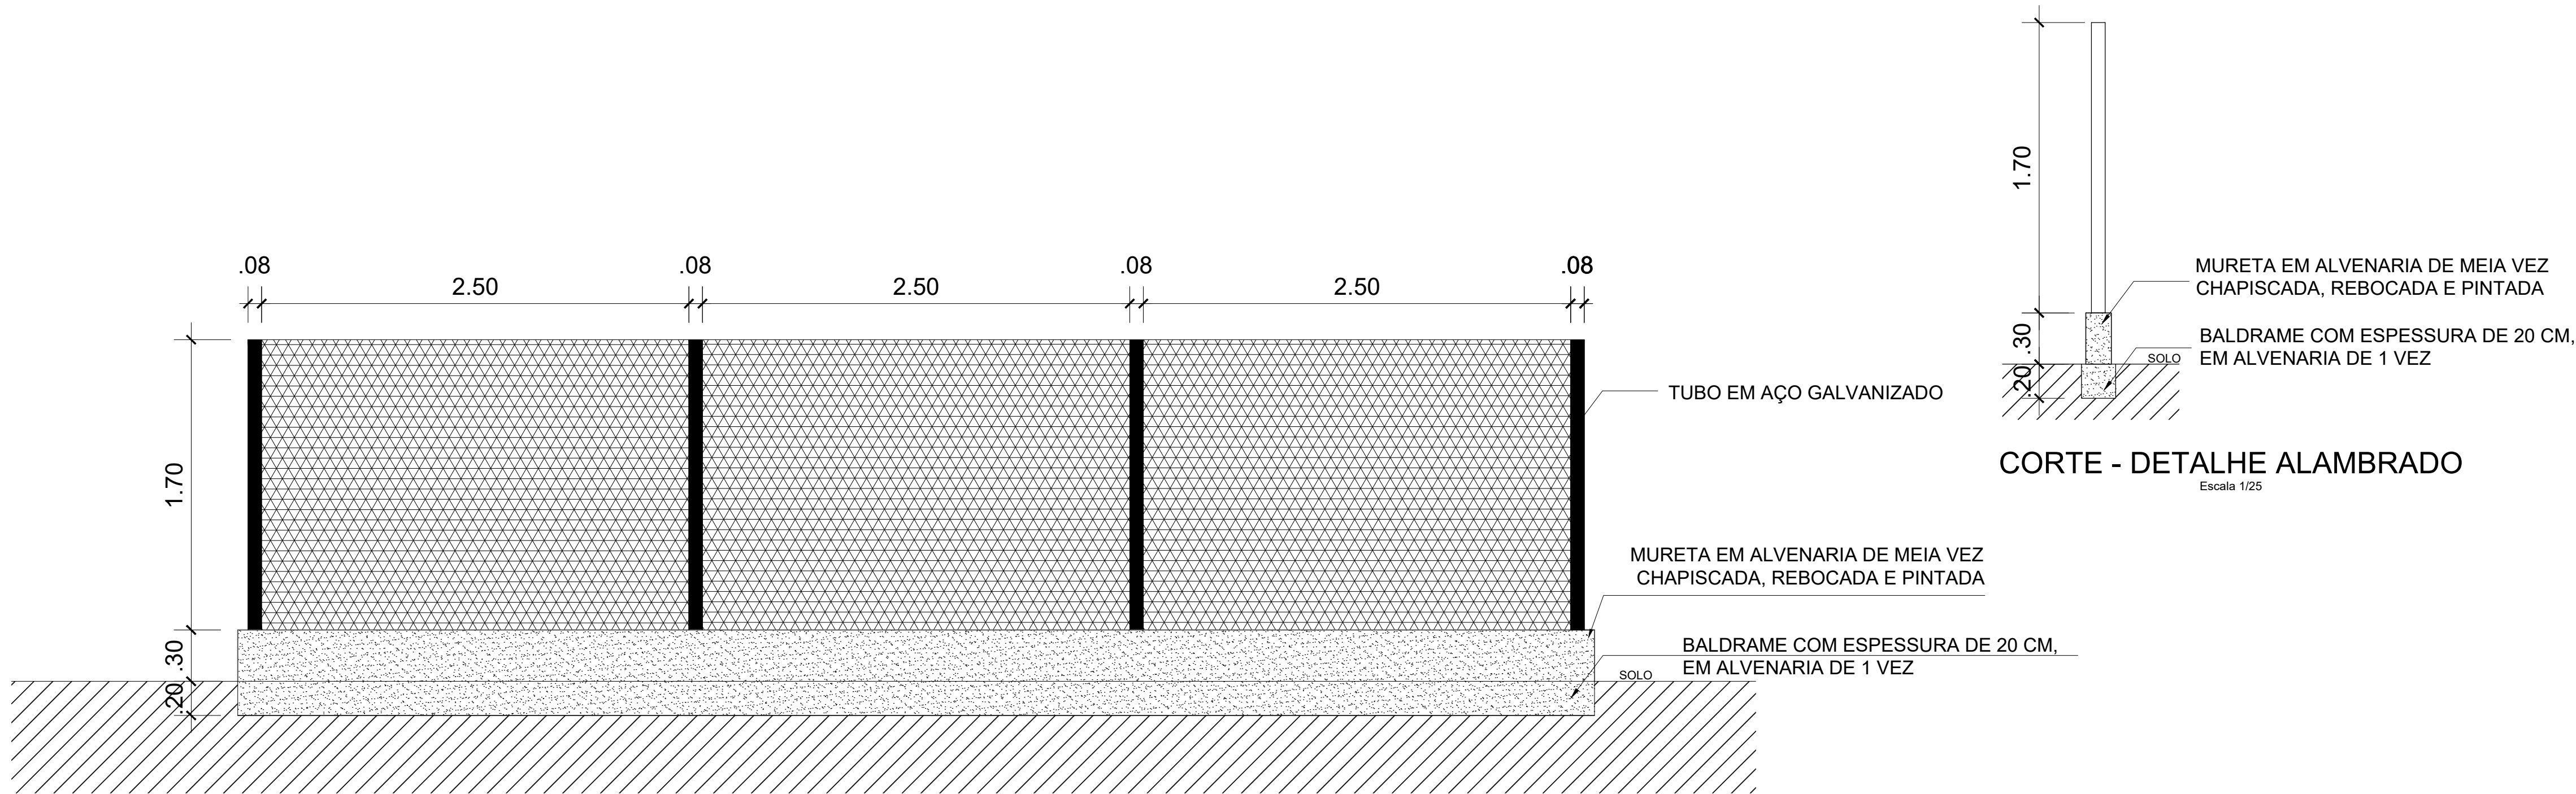 .08
.08
.08
.08
2.50
2.50
2.50
1.70
.30
.20
TUBO EM AÇO GALVANIZADO
MURETA EM ALVENARIA DE MEIA VEZ
CHAPISCADA, REBOCADA E PINTADA
BALDRAME COM ESPESSURA DE 20 CM,
EM ALVENARIA DE 1 VEZ
SOLO
1.70
.30
.20
MURETA EM ALVENARIA DE MEIA VEZ
CHAPISCADA, REBOCADA E PINTADA
BALDRAME COM ESPESSURA DE 20 CM,
EM ALVENARIA DE 1 VEZ
SOLO
CORTE - DETALHE ALAMBRADO
Escala 1/25